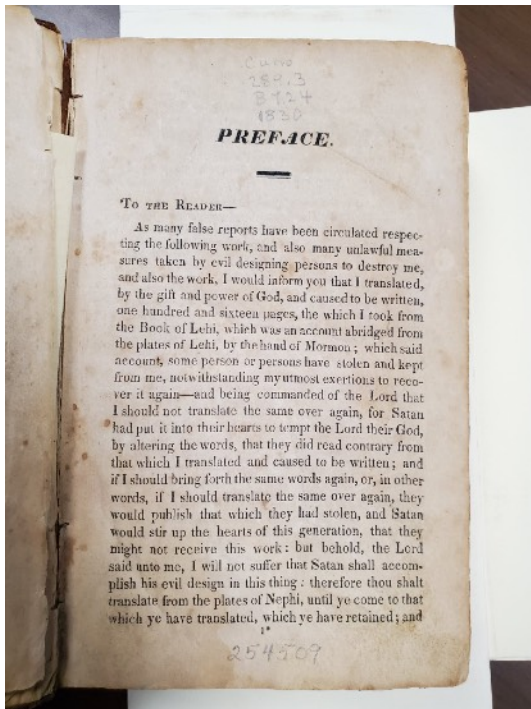 Cuno
289.3
B724
1830
PREFACE.
To the Reader—
As many false reports have been circulated respec-
ting the following work, and also many unlawful mea-
sures taken by evil designing persons to destroy me,
and also the work, I would inform you that I translated,
by the gift and power of God, and caused to be written,
one hundred and sixteen pages, the which I took from
the Book of Lehi, which was an account abridged from
the plates of Lehi, by the hand of Mormon; which said
account, some person or persons have stolen and kept
from me, notwithstanding my utmost exertions to reco-
ver it again—and being commanded of the Lord that
I should not translate the same over again, for Satan
had put it into their hearts to tempt the Lord their God,
by altering the words, that they did read contrary from
that which I translated and caused to be written; and
if I should bring forth the same words again, or, in other
words, if I should translate the same over again, they
would publish that which they had stolen, and Satan
would stir up the hearts of this generation, that they
might not receive this work: but behold, the Lord
said unto me, I will not suffer that Satan shall accom-
plish his evil design in this thing: therefore thou shalt
translate from the plates of Nephi, until ye come to that
which ye have translated, which ye have retained; and
1*
254509